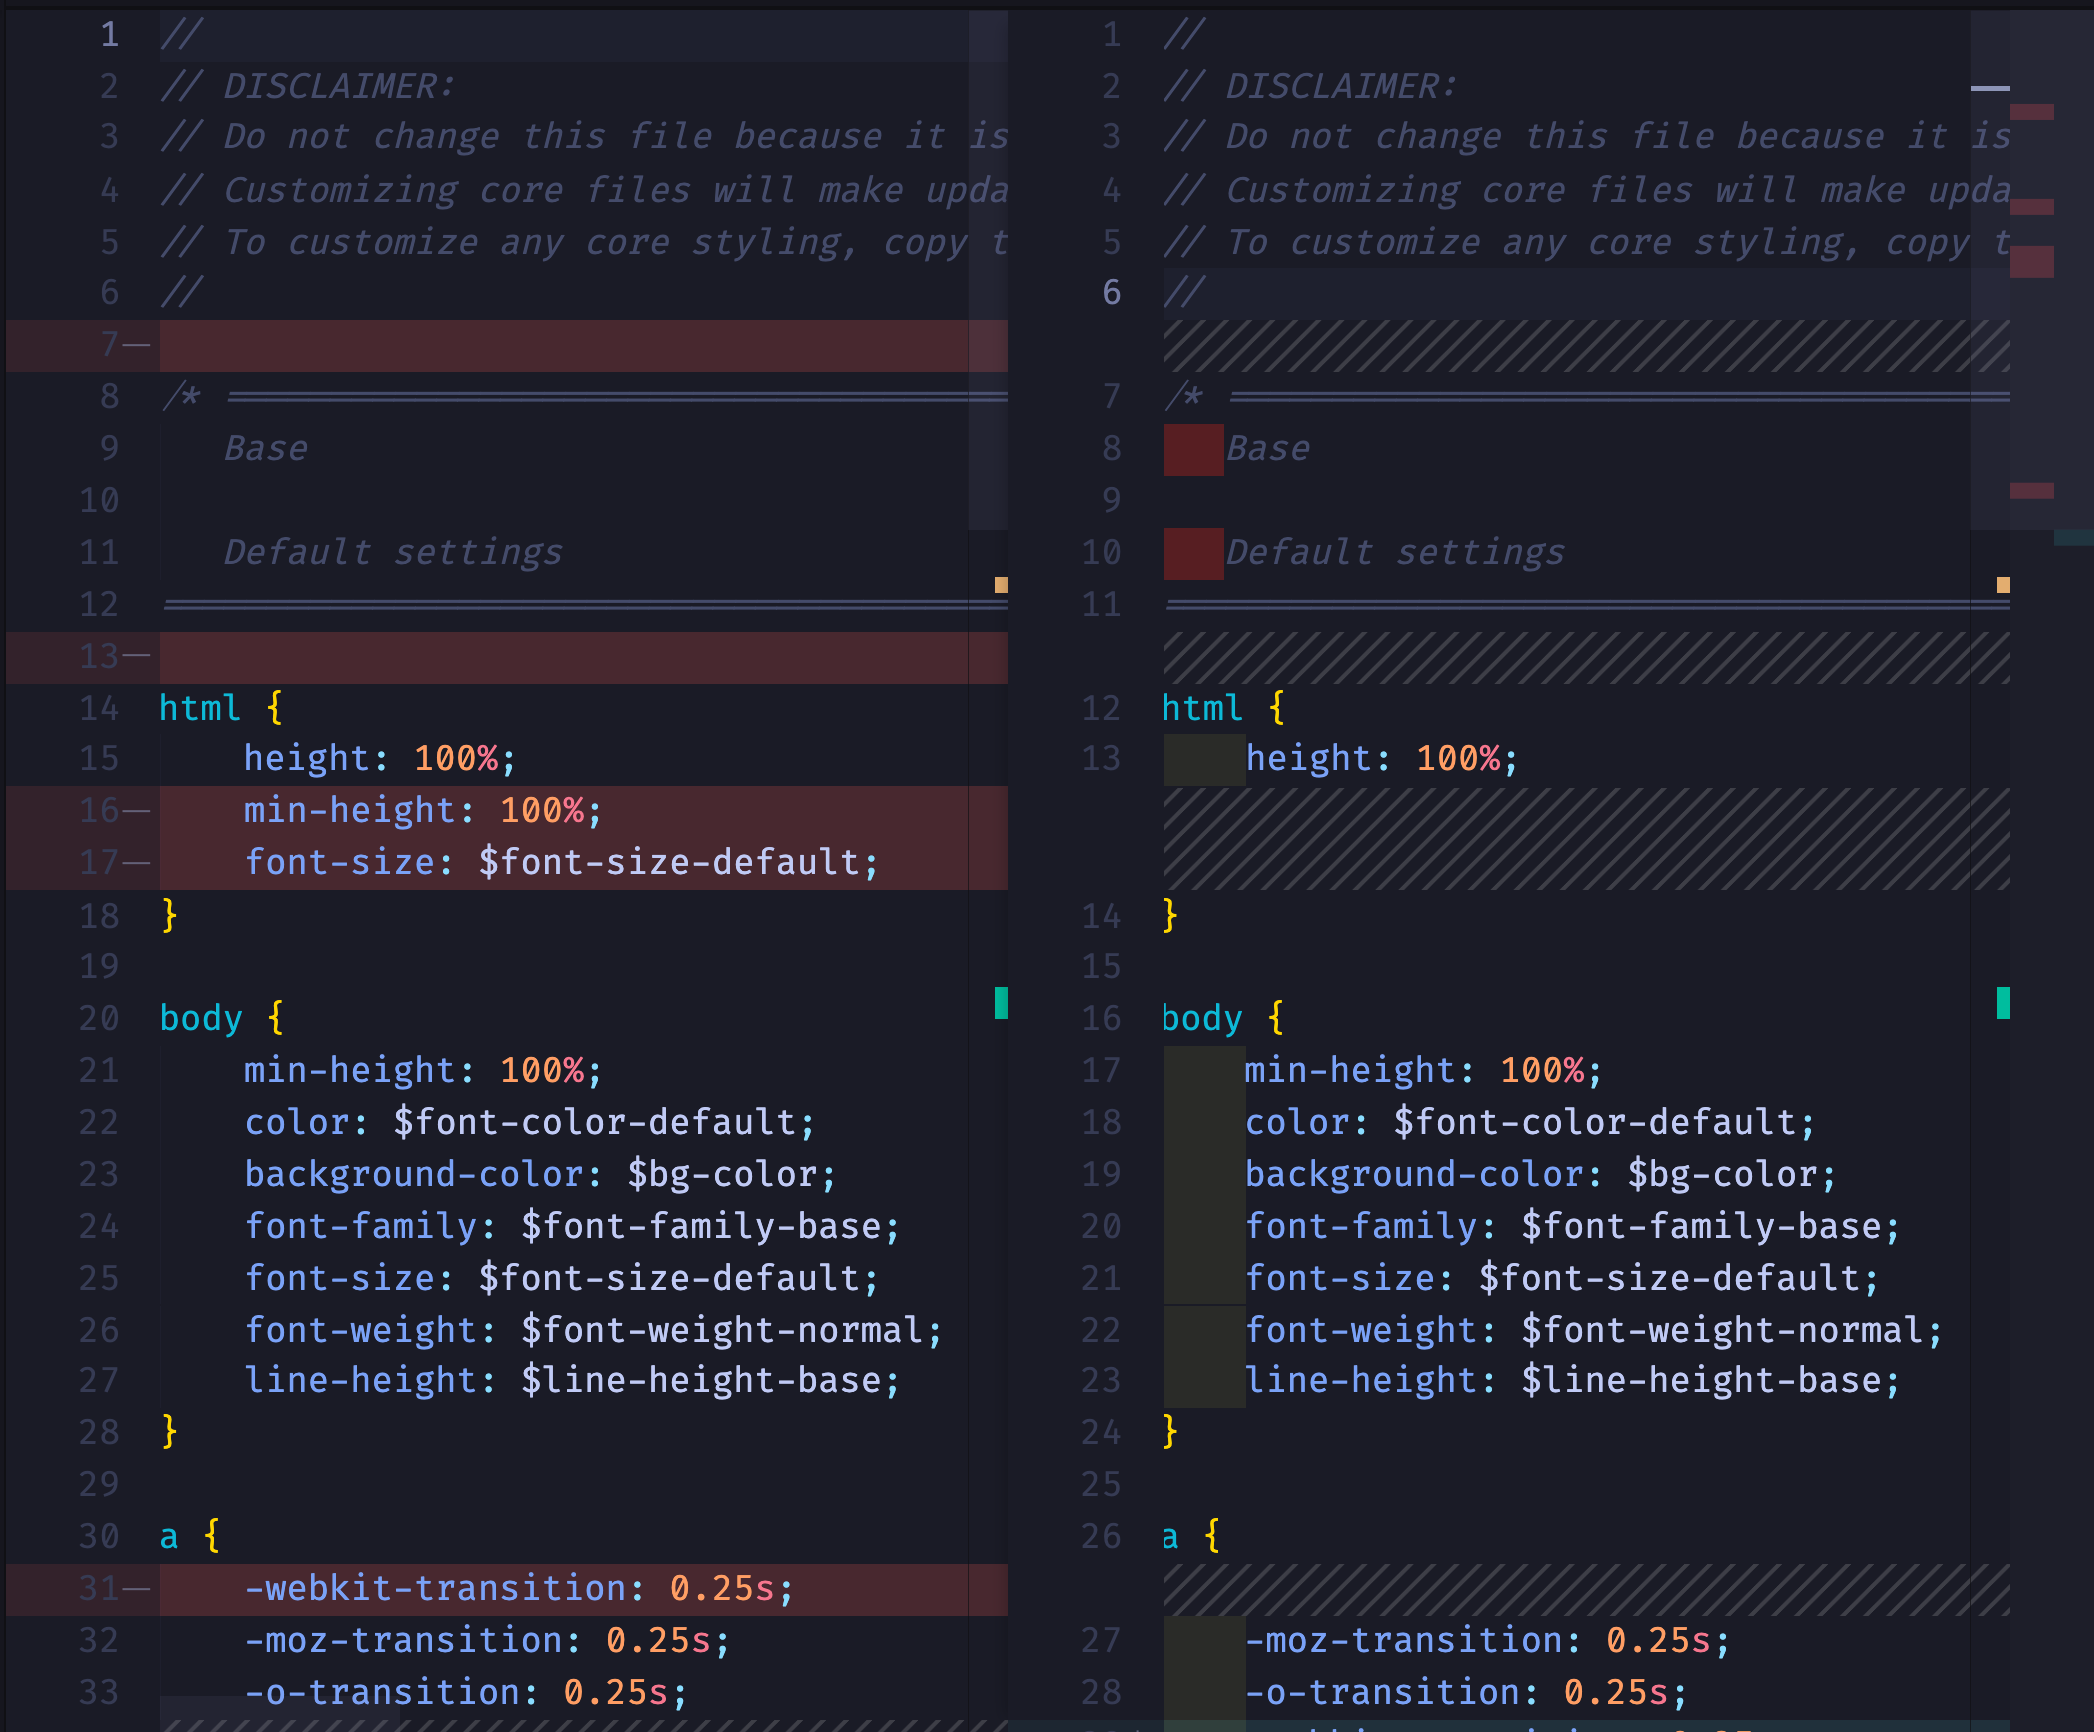 1 //
2 // DISCLAIMER:
3 // Do not change this file because it is
4 // Customizing core files will make upda
5 // To customize any core styling, copy t
6 //
7—
8 /* ====================================
9    Base
10
11    Default settings
12 =======================================
13—
14 html {
15     height: 100%;
16—    min-height: 100%;
17—    font-size: $font-size-default;
18 }
19
20 body {
21     min-height: 100%;
22     color: $font-color-default;
23     background-color: $bg-color;
24     font-family: $font-family-base;
25     font-size: $font-size-default;
26     font-weight: $font-weight-normal;
27     line-height: $line-height-base;
28 }
29
30 a {
31—    -webkit-transition: 0.25s;
32     -moz-transition: 0.25s;
33     -o-transition: 0.25s;
1 //
2 // DISCLAIMER:
3 // Do not change this file because it is
4 // Customizing core files will make upda
5 // To customize any core styling, copy t
6 //
7 /* ====================================
8    Base
9
10    Default settings
11 =======================================
12 html {
13     height: 100%;
14 }
15
16 body {
17     min-height: 100%;
18     color: $font-color-default;
19     background-color: $bg-color;
20     font-family: $font-family-base;
21     font-size: $font-size-default;
22     font-weight: $font-weight-normal;
23     line-height: $line-height-base;
24 }
25
26 a {
27     -moz-transition: 0.25s;
28     -o-transition: 0.25s;